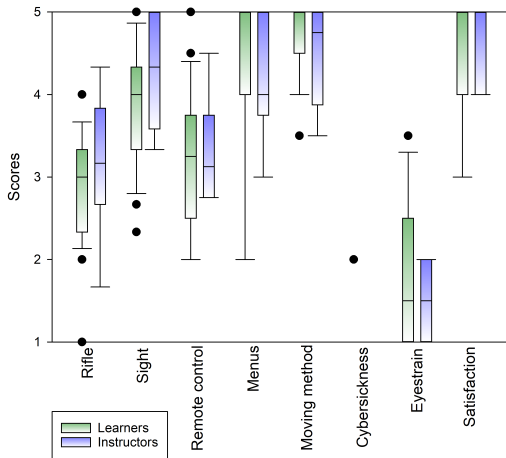 5
4
3
2
1
Scores
Rifle
Sight
Remote control
Menus
Moving method
Cybersickness
Eyestrain
Satisfaction
Learners
Instructors